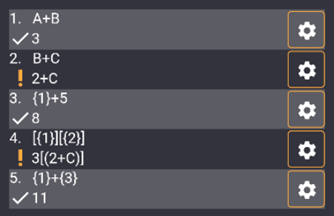 1. A+B
✓ 3
2. B+C
! 2+C
3. {1}+5
✓ 8
4. [{1}][{2}]
! 3[(2+C)]
5. {1}+{3}
✓ 11